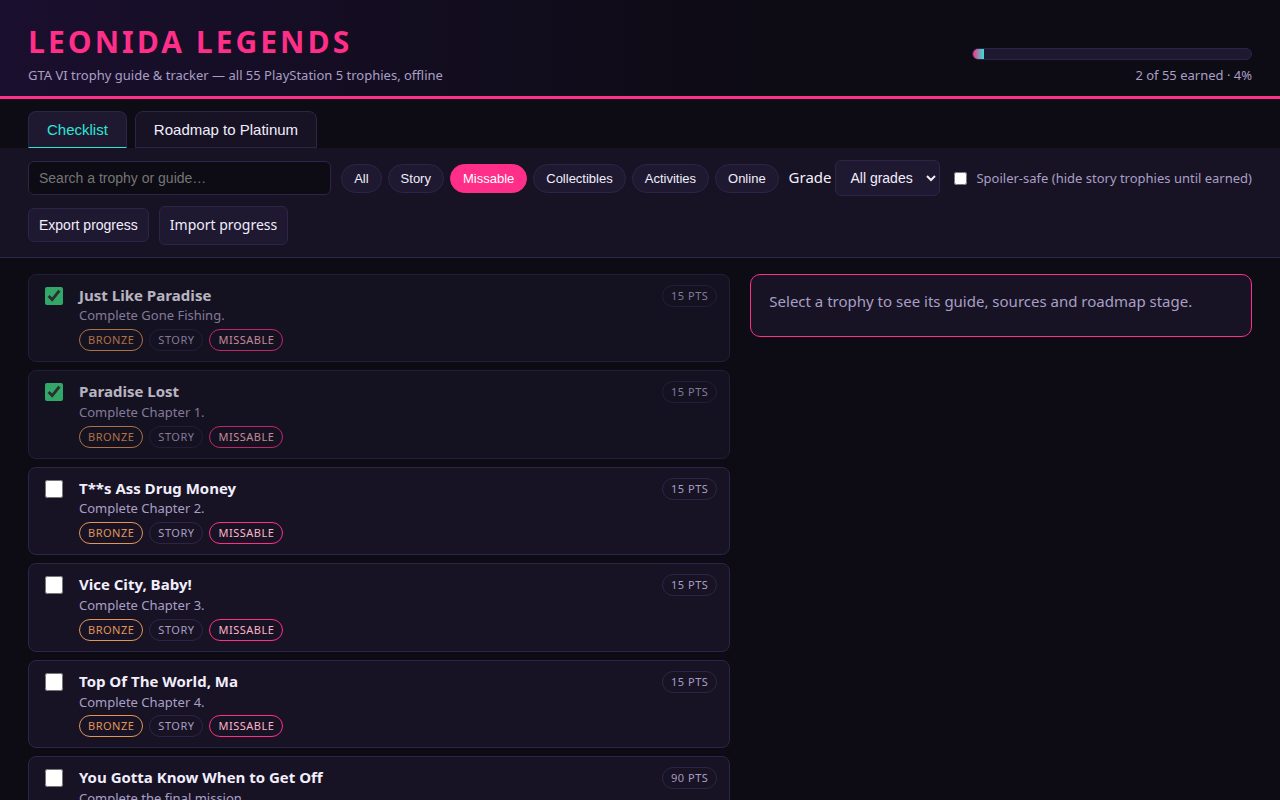 LEONIDA LEGENDS
GTA VI trophy guide & tracker — all 55 PlayStation 5 trophies, offline
2 of 55 earned · 4%
Checklist
Roadmap to Platinum
Search a trophy or guide…
All
Story
Missable
Collectibles
Activities
Online
Grade
All grades
Spoiler-safe (hide story trophies until earned)
Export progress
Import progress
Just Like Paradise
15 PTS
Complete Gone Fishing.
BRONZE
STORY
MISSABLE
Paradise Lost
15 PTS
Complete Chapter 1.
BRONZE
STORY
MISSABLE
T**s Ass Drug Money
15 PTS
Complete Chapter 2.
BRONZE
STORY
MISSABLE
Vice City, Baby!
15 PTS
Complete Chapter 3.
BRONZE
STORY
MISSABLE
Top Of The World, Ma
15 PTS
Complete Chapter 4.
BRONZE
STORY
MISSABLE
You Gotta Know When to Get Off
90 PTS
Complete the final mission.
Select a trophy to see its guide, sources and roadmap stage.